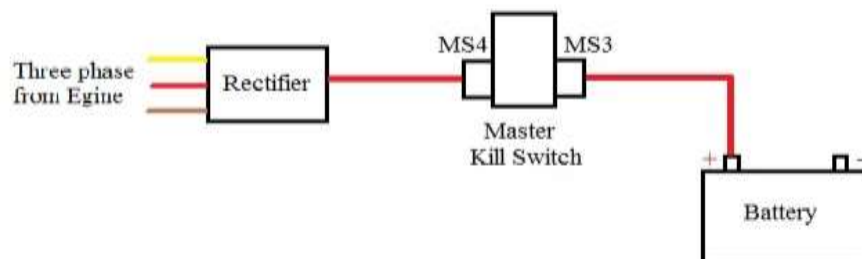 MS4
MS3
Three phase
from Egine
Rectifier
Master
Kill Switch
+
-
Battery